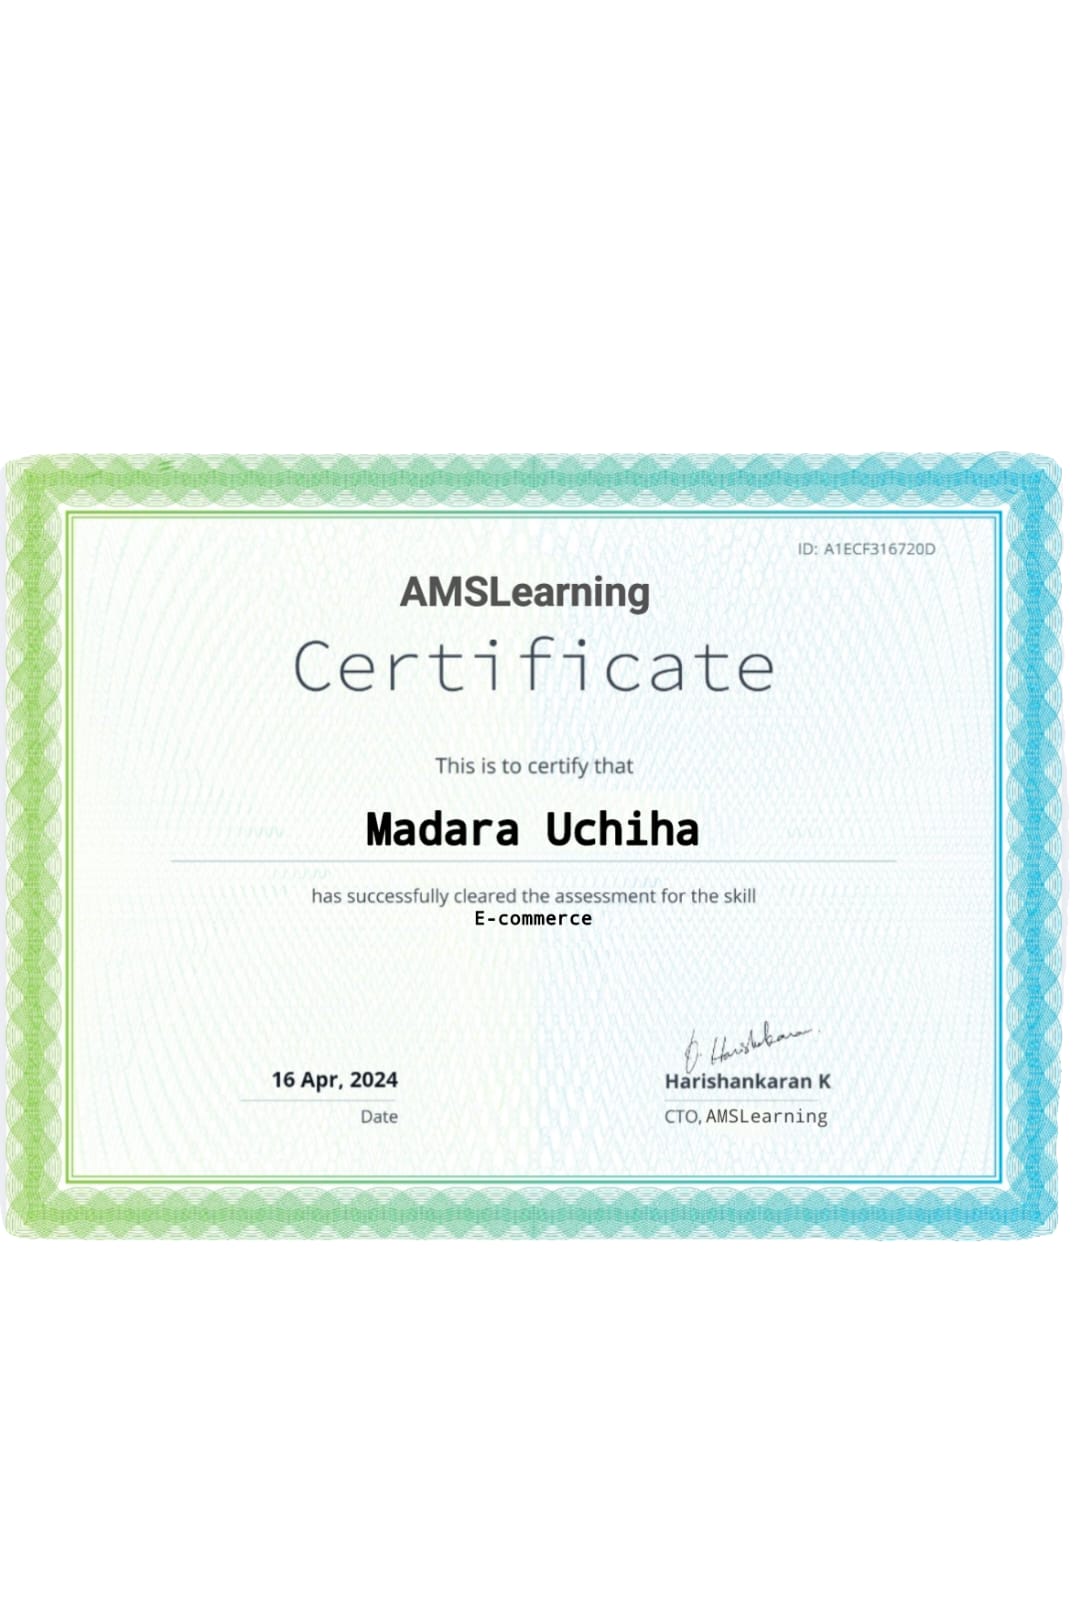 ID: A1ECF316720D
AMSLearning
Certificate
This is to certify that
Madara Uchiha
has successfully cleared the assessment for the skill
E-commerce
16 Apr, 2024
Date
Harishankaran K
CTO, AMSLearning